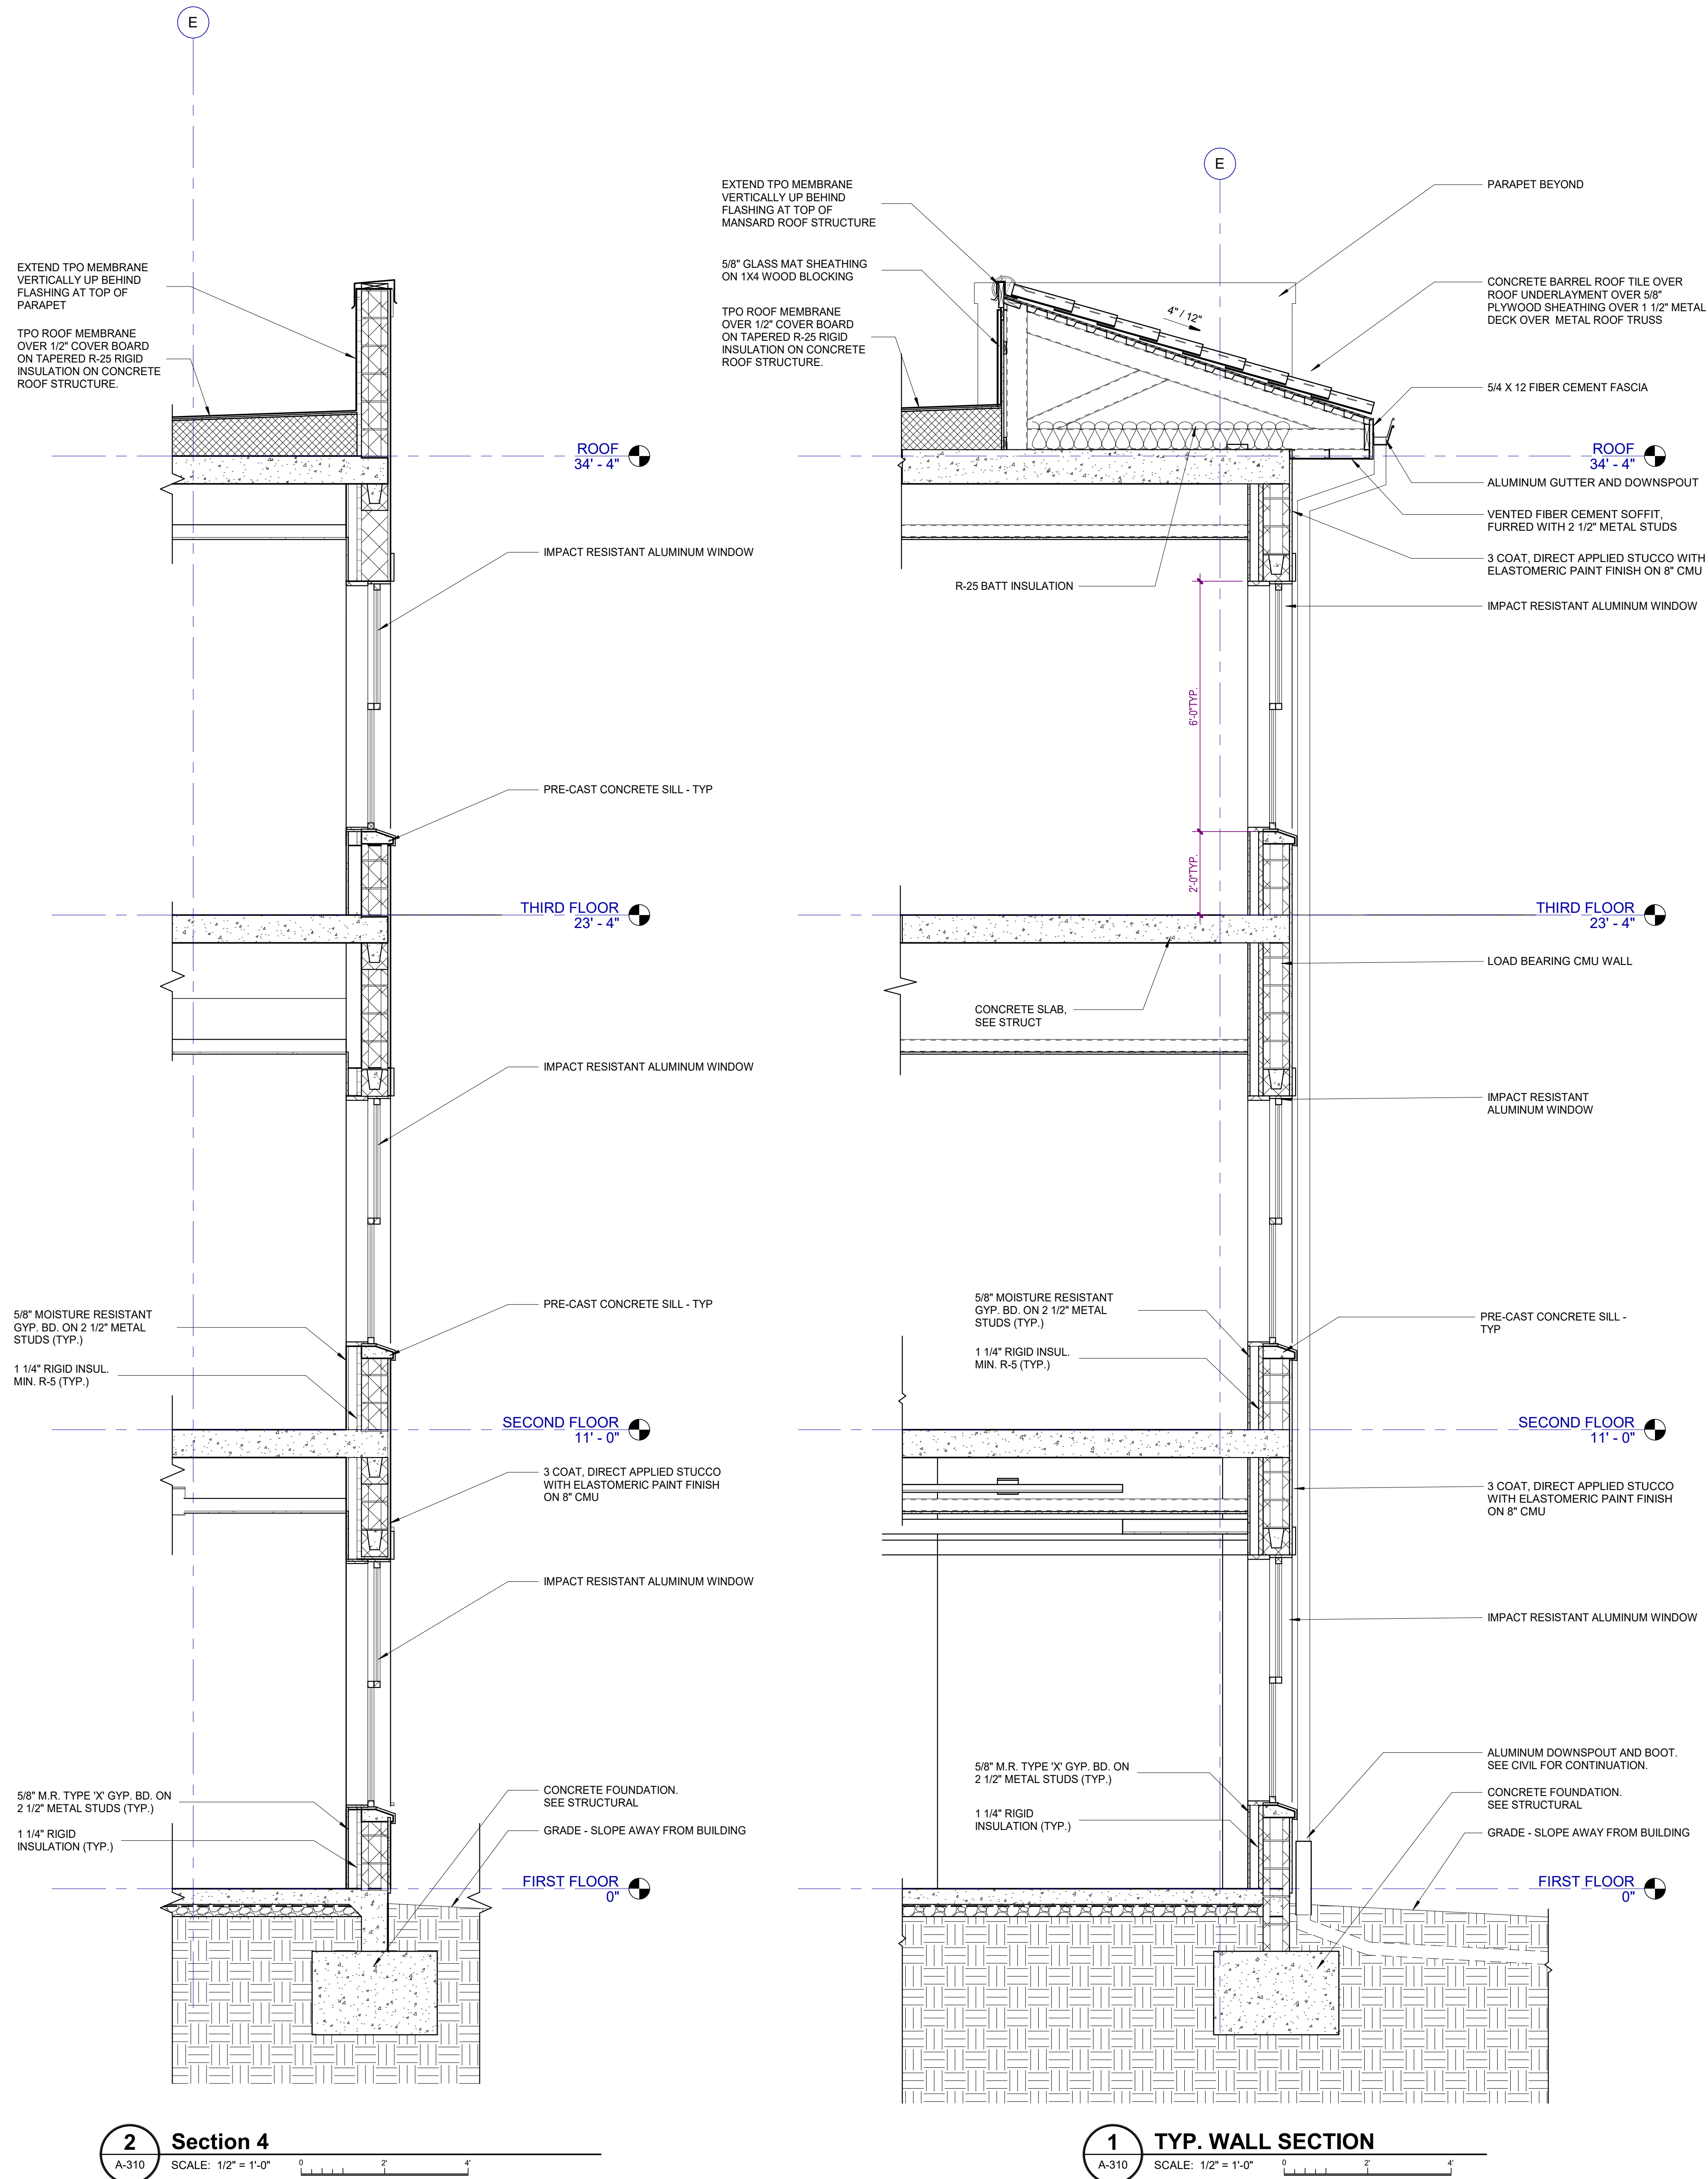 E
EXTEND TPO MEMBRANE
VERTICALLY UP BEHIND
FLASHING AT TOP OF
PARAPET
TPO ROOF MEMBRANE
OVER 1/2" COVER BOARD
ON TAPERED R-25 RIGID
INSULATION ON CONCRETE
ROOF STRUCTURE.
ROOF
34' - 4"
IMPACT RESISTANT ALUMINUM WINDOW
PRE-CAST CONCRETE SILL - TYP
THIRD FLOOR
23' - 4"
IMPACT RESISTANT ALUMINUM WINDOW
PRE-CAST CONCRETE SILL - TYP
5/8" MOISTURE RESISTANT
GYP. BD. ON 2 1/2" METAL
STUDS (TYP.)
1 1/4" RIGID INSUL.
MIN. R-5 (TYP.)
SECOND FLOOR
11' - 0"
3 COAT, DIRECT APPLIED STUCCO
WITH ELASTOMERIC PAINT FINISH
ON 8" CMU
IMPACT RESISTANT ALUMINUM WINDOW
5/8" M.R. TYPE 'X' GYP. BD. ON
2 1/2" METAL STUDS (TYP.)
1 1/4" RIGID
INSULATION (TYP.)
CONCRETE FOUNDATION.
SEE STRUCTURAL
GRADE - SLOPE AWAY FROM BUILDING
FIRST FLOOR
0"
2
A-310
Section 4
SCALE: 1/2" = 1'-0"
0 2' 4'
E
EXTEND TPO MEMBRANE
VERTICALLY UP BEHIND
FLASHING AT TOP OF
MANSARD ROOF STRUCTURE
5/8" GLASS MAT SHEATHING
ON 1X4 WOOD BLOCKING
TPO ROOF MEMBRANE
OVER 1/2" COVER BOARD
ON TAPERED R-25 RIGID
INSULATION ON CONCRETE
ROOF STRUCTURE.
4" / 12"
PARAPET BEYOND
CONCRETE BARREL ROOF TILE OVER
ROOF UNDERLAYMENT OVER 5/8"
PLYWOOD SHEATHING OVER 1 1/2" METAL
DECK OVER METAL ROOF TRUSS
5/4 X 12 FIBER CEMENT FASCIA
ROOF
34' - 4"
ALUMINUM GUTTER AND DOWNSPOUT
VENTED FIBER CEMENT SOFFIT,
FURRED WITH 2 1/2" METAL STUDS
3 COAT, DIRECT APPLIED STUCCO WITH
ELASTOMERIC PAINT FINISH ON 8" CMU
R-25 BATT INSULATION
IMPACT RESISTANT ALUMINUM WINDOW
6'-0"TYP.
2'-0"TYP.
THIRD FLOOR
23' - 4"
LOAD BEARING CMU WALL
CONCRETE SLAB,
SEE STRUCT
IMPACT RESISTANT
ALUMINUM WINDOW
5/8" MOISTURE RESISTANT
GYP. BD. ON 2 1/2" METAL
STUDS (TYP.)
1 1/4" RIGID INSUL.
MIN. R-5 (TYP.)
PRE-CAST CONCRETE SILL -
TYP
SECOND FLOOR
11' - 0"
3 COAT, DIRECT APPLIED STUCCO
WITH ELASTOMERIC PAINT FINISH
ON 8" CMU
IMPACT RESISTANT ALUMINUM WINDOW
5/8" M.R. TYPE 'X' GYP. BD. ON
2 1/2" METAL STUDS (TYP.)
1 1/4" RIGID
INSULATION (TYP.)
ALUMINUM DOWNSPOUT AND BOOT.
SEE CIVIL FOR CONTINUATION.
CONCRETE FOUNDATION.
SEE STRUCTURAL
GRADE - SLOPE AWAY FROM BUILDING
FIRST FLOOR
0"
1
A-310
TYP. WALL SECTION
SCALE: 1/2" = 1'-0"
0 2' 4'